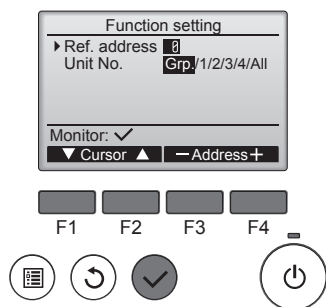 Function setting
Ref. address 0
Unit No. Grp./1/2/3/4/All
Monitor:
Cursor −Address+
F1 F2 F3 F4